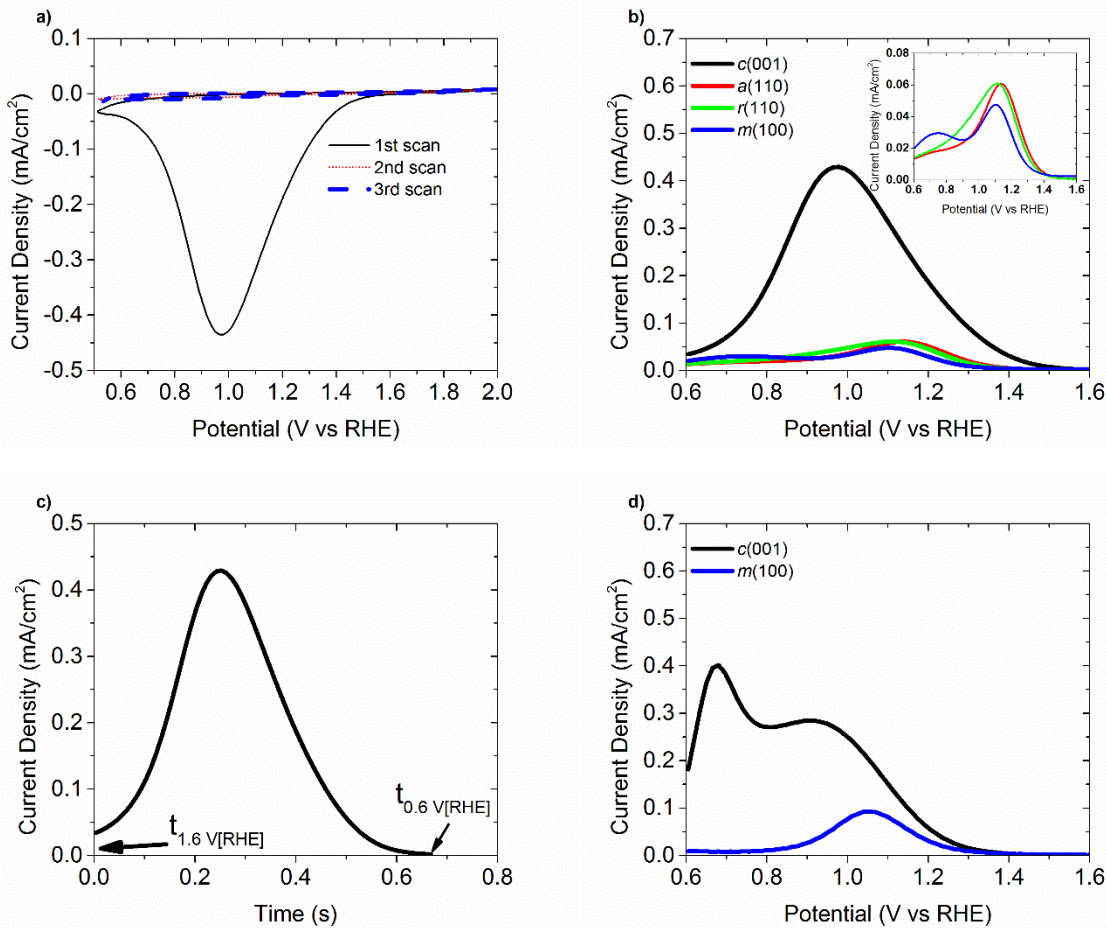 a)
0.1
0.0
-0.1
-0.2
-0.3
-0.4
-0.5
Current Density (mA/cm²)
1st scan
2nd scan
3rd scan
0.6 0.8 1.0 1.2 1.4 1.6 1.8 2.0
Potential (V vs RHE)
b)
0.7
0.6
0.5
0.4
0.3
0.2
0.1
0.0
Current Density (mA/cm²)
c(001)
a(110)
r(110)
m(100)
0.08
0.06
0.04
0.02
0.00
Current Density (mA/cm²)
0.6 0.8 1.0 1.2 1.4 1.6
Potential (V vs RHE)
0.6 0.8 1.0 1.2 1.4 1.6
Potential (V vs RHE)
c)
0.5
0.4
0.3
0.2
0.1
0.0
Current Density (mA/cm²)
t1.6 V[RHE]
t0.6 V[RHE]
0.0 0.2 0.4 0.6 0.8
Time (s)
d)
0.7
0.6
0.5
0.4
0.3
0.2
0.1
0.0
Current Density (mA/cm²)
c(001)
m(100)
0.6 0.8 1.0 1.2 1.4 1.6
Potential (V vs RHE)